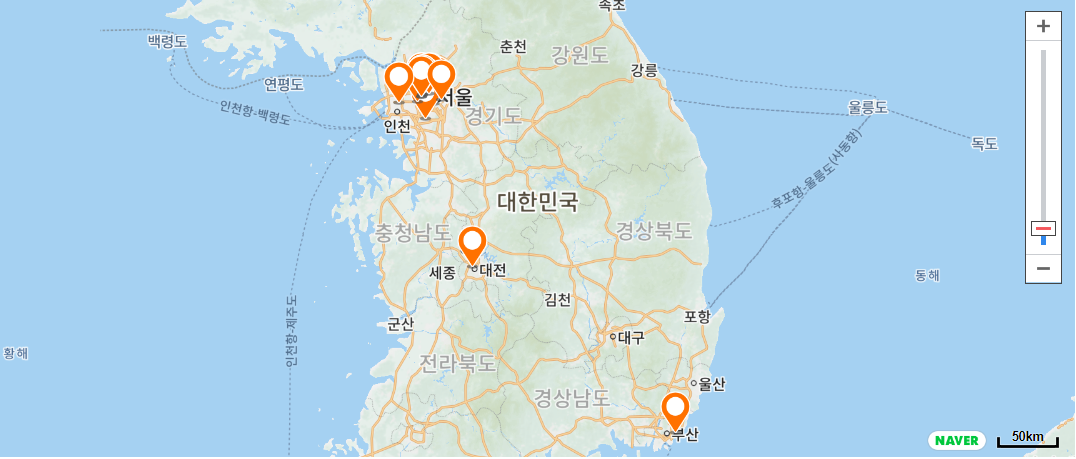 속초
백령도
춘천
강원도
강릉
연평도
인천항-백령도
서울
경기도
인천
울릉도
독도
후포항-울릉도(사동항)
대한민국
충청남도
경상북도
세종
대전
동해
김천
인천항-제주도
군산
포항
대구
황해
전라북도
울산
경상남도
부산
NAVER
50km